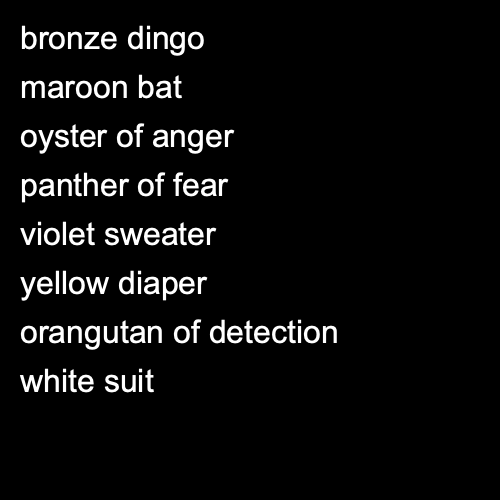 bronze dingo
maroon bat
oyster of anger
panther of fear
violet sweater
yellow diaper
orangutan of detection
white suit